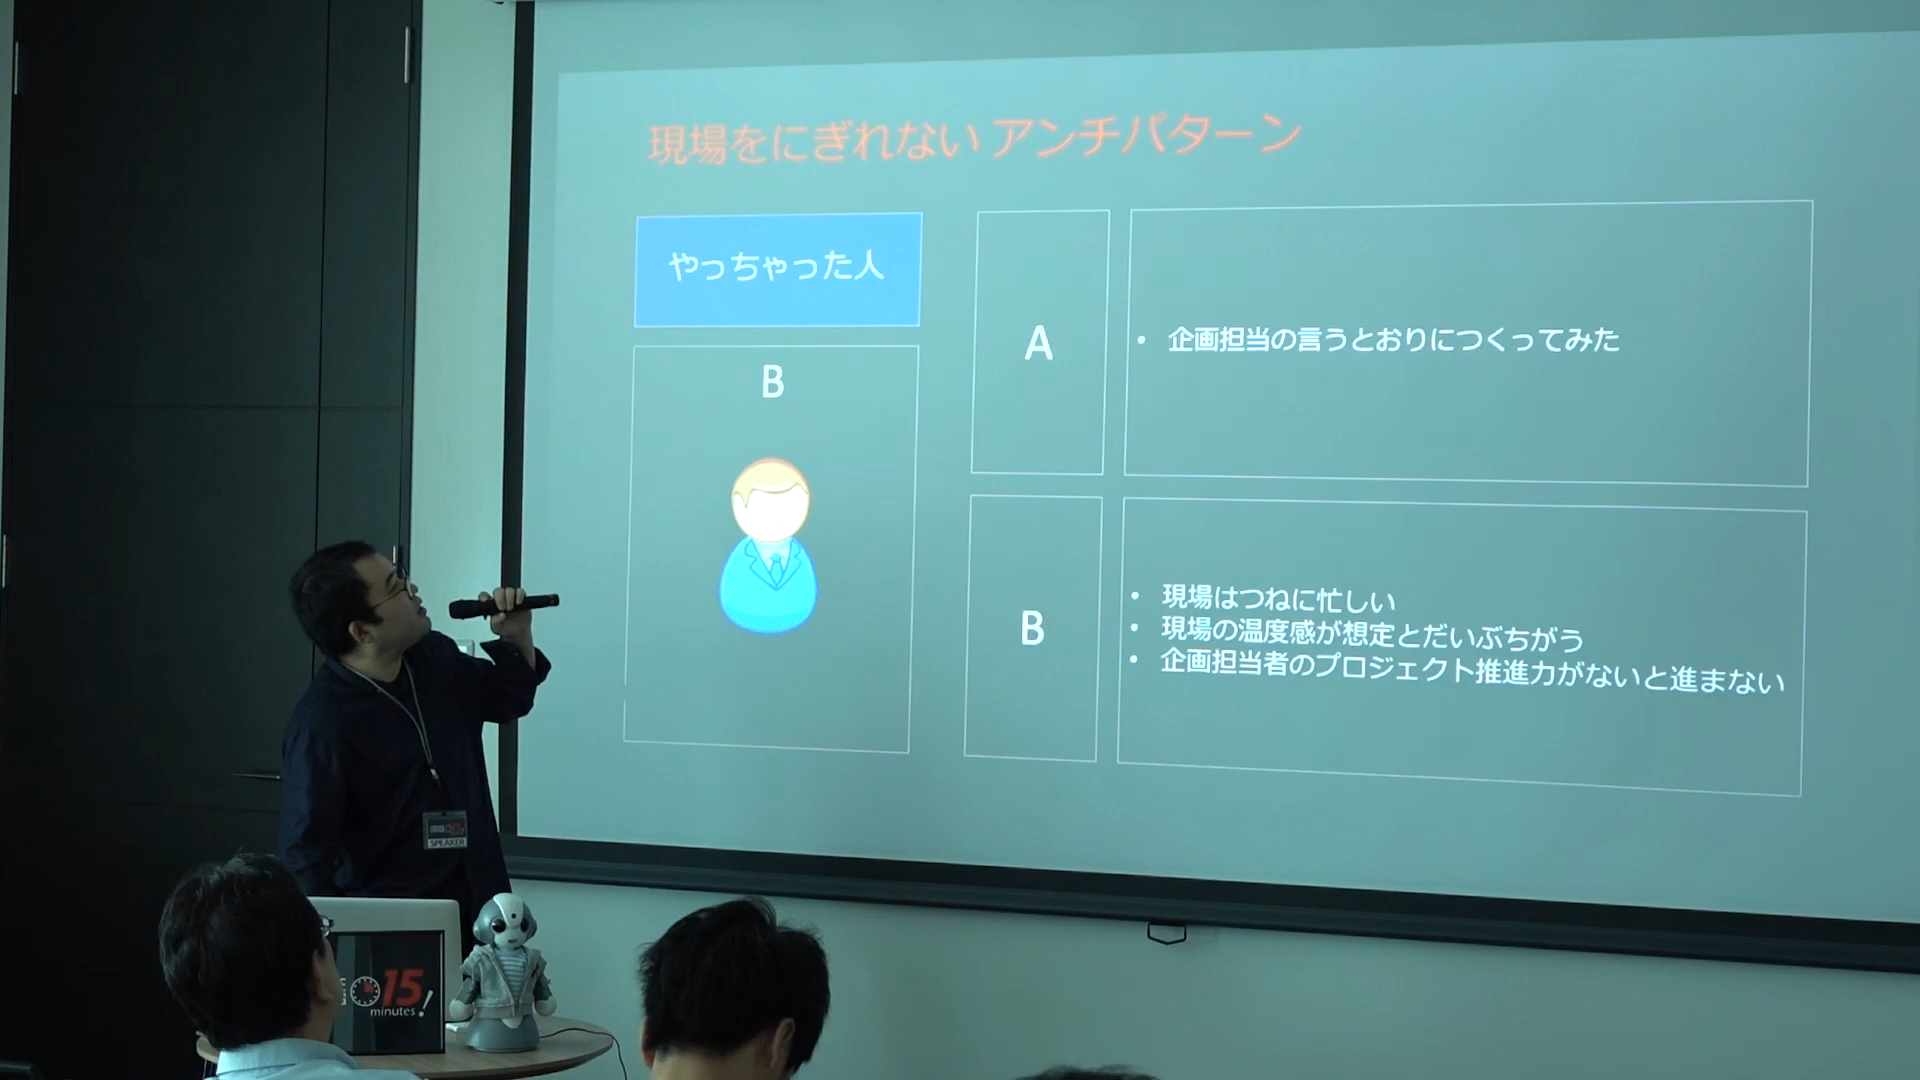 現場をにぎれない アンチパターン
やっちゃった人
B
A
• 企画担当の言うとおりにつくってみた
B
• 現場はつねに忙しい
• 現場の温度感が想定とだいぶちがう
• 企画担当者のプロジェクト推進力がないと進まない
SPEAKER
15
minutes!